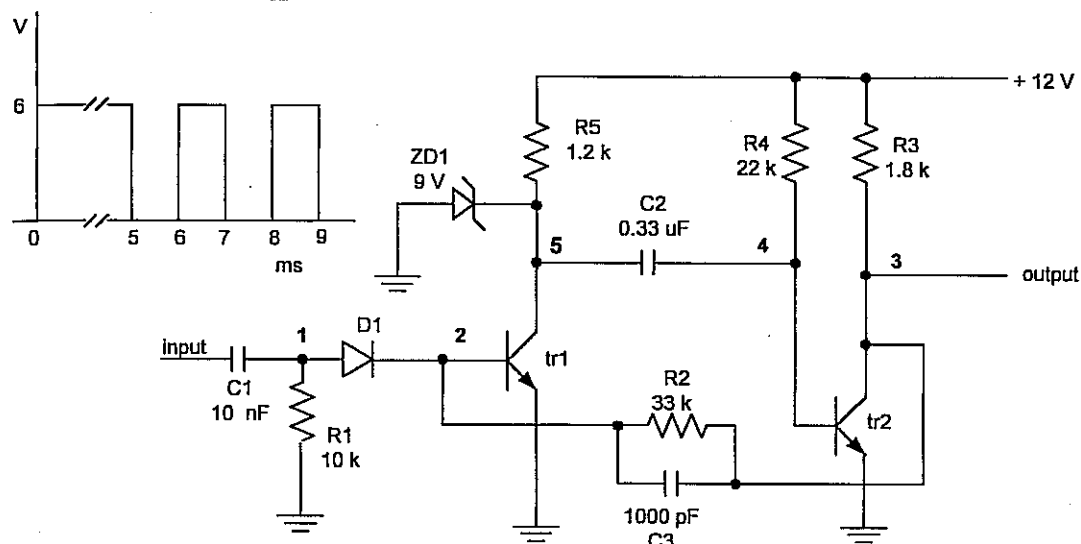 V
6
0
5
6
7
8
9
ms
+ 12 V
R5
1.2 k
R4
22 k
R3
1.8 k
ZD1
9 V
C2
0.33 uF
5
4
3
output
input
1
D1
2
tr1
C1
10 nF
R1
10 k
R2
33 k
tr2
1000 pF
C3